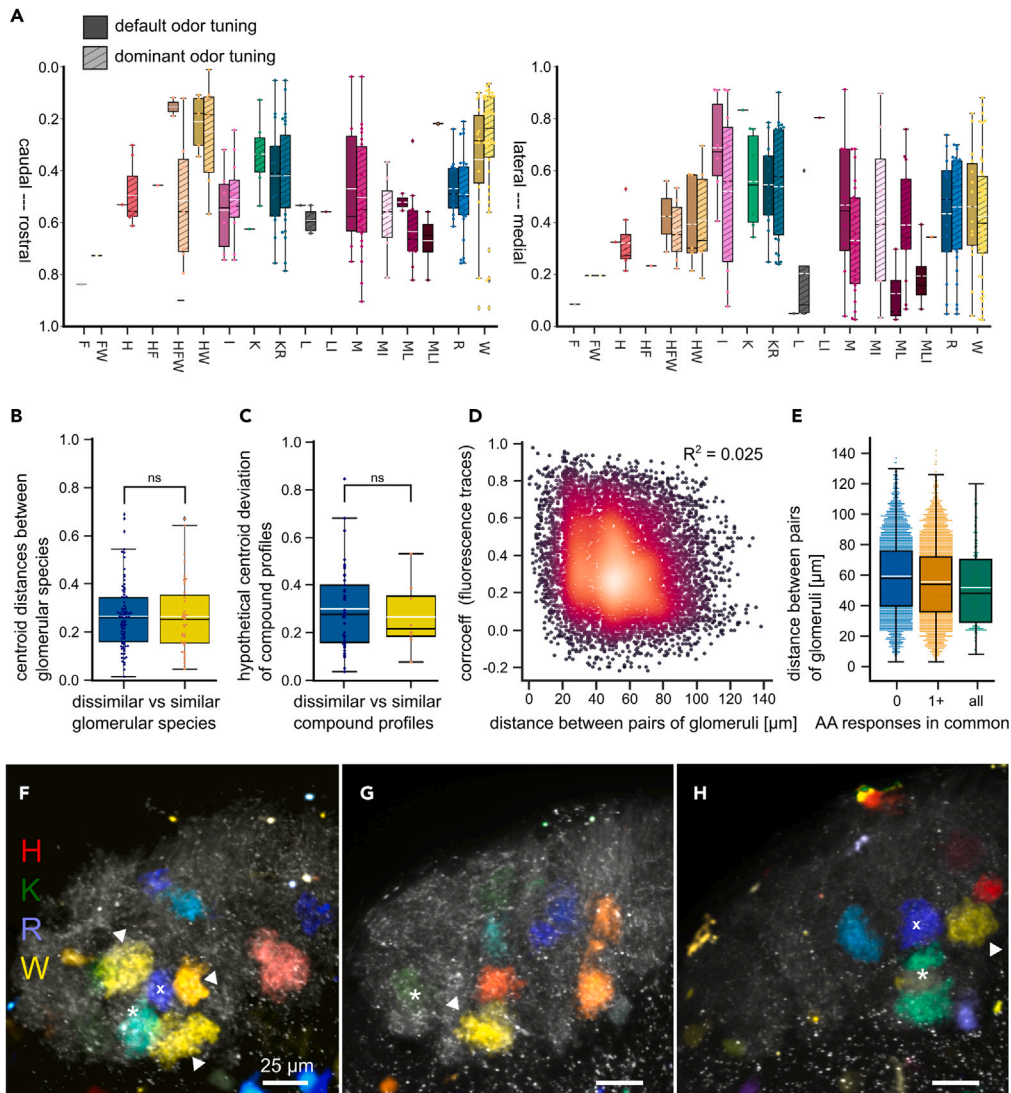 A
default odor tuning
dominant odor tuning
caudal ---- rostral
0.0
0.2
0.4
0.6
0.8
1.0
F
FW
H
HF
HFW
HW
I
K
KR
L
LI
M
MI
ML
MLI
R
W
lateral ---- medial
1.0
0.8
0.6
0.4
0.2
0.0
F
FW
H
HF
HFW
HW
I
K
KR
L
LI
M
MI
ML
MLI
R
W
B
centroid distances between
glomerular species
1.0
0.8
0.6
0.4
0.2
0.0
ns
dissimilar vs similar
glomerular species
C
hypothetical centroid deviation
of compound profiles
1.0
0.8
0.6
0.4
0.2
0.0
ns
dissimilar vs similar
compound profiles
D
corrcoeff (fluorescence traces)
1.0
0.8
0.6
0.4
0.2
0.0
-0.2
R² = 0.025
0 20 40 60 80 100 120 140
distance between pairs of glomeruli [µm]
E
distance between pairs
of glomeruli [µm]
140
120
100
80
60
40
20
0
0 1+ all
AA responses in common
F
H
K
R
W
x
*
25 µm
G
*
H
x
*